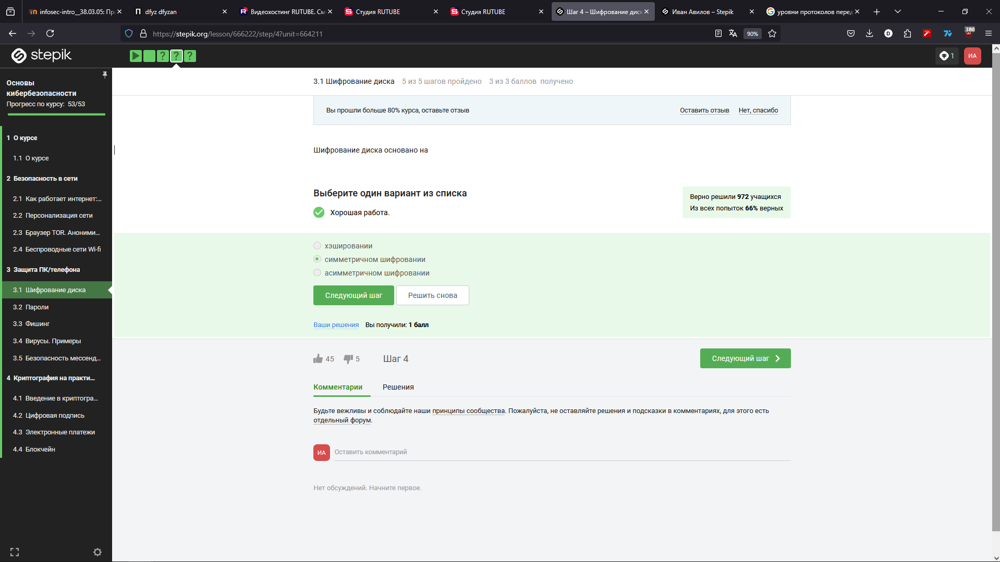 infosec-intro__38.03.05: Пр
dfyz dfyzan
Видеохостинг RUTUBE. См
Студия RUTUBE
Студия RUTUBE
Шаг 4 – Шифрование дис
Иван Авилов – Stepik
уровни протоколов перед
https://stepik.org/lesson/666222/step/4?unit=664211
90%
380
stepik
1
ИА
Основы
кибербезопасности
Прогресс по курсу: 53/53
1 О курсе
1.1 О курсе
2 Безопасность в сети
2.1 Как работает интернет:...
2.2 Персонализация сети
2.3 Браузер TOR. Аноними...
2.4 Беспроводные сети Wi-fi
3 Защита ПК/телефона
3.1 Шифрование диска
3.2 Пароли
3.3 Фишинг
3.4 Вирусы. Примеры
3.5 Безопасность мессенд...
4 Криптография на практи...
4.1 Введение в криптогра...
4.2 Цифровая подпись
4.3 Электронные платежи
4.4 Блокчейн
3.1 Шифрование диска 5 из 5 шагов пройдено 3 из 3 баллов получено
Вы прошли больше 80% курса, оставьте отзыв
Оставить отзыв Нет, спасибо
Шифрование диска основано на
Выберите один вариант из списка
Хорошая работа.
Верно решили 972 учащихся
Из всех попыток 66% верных
хэшировании
симметричном шифровании
асимметричном шифровании
Следующий шаг
Решить снова
Ваши решения Вы получили: 1 балл
45 5 Шаг 4
Следующий шаг
Комментарии Решения
Будьте вежливы и соблюдайте наши принципы сообщества. Пожалуйста, не оставляйте решения и подсказки в комментариях, для этого есть
отдельный форум.
ИА
Оставить комментарий
Нет обсуждений. Начните первое.